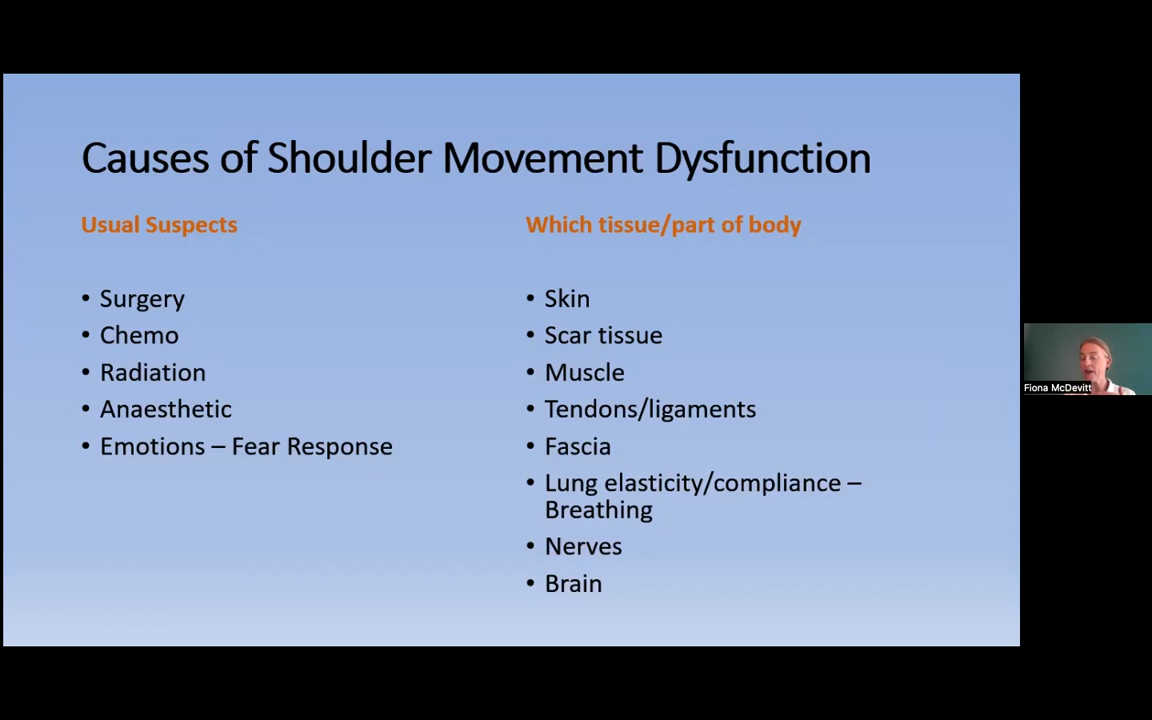 Causes of Shoulder Movement Dysfunction
Usual Suspects
• Surgery
• Chemo
• Radiation
• Anaesthetic
• Emotions – Fear Response
Which tissue/part of body
• Skin
• Scar tissue
• Muscle
• Tendons/ligaments
• Fascia
• Lung elasticity/compliance –
Breathing
• Nerves
• Brain
Fiona McDevitt